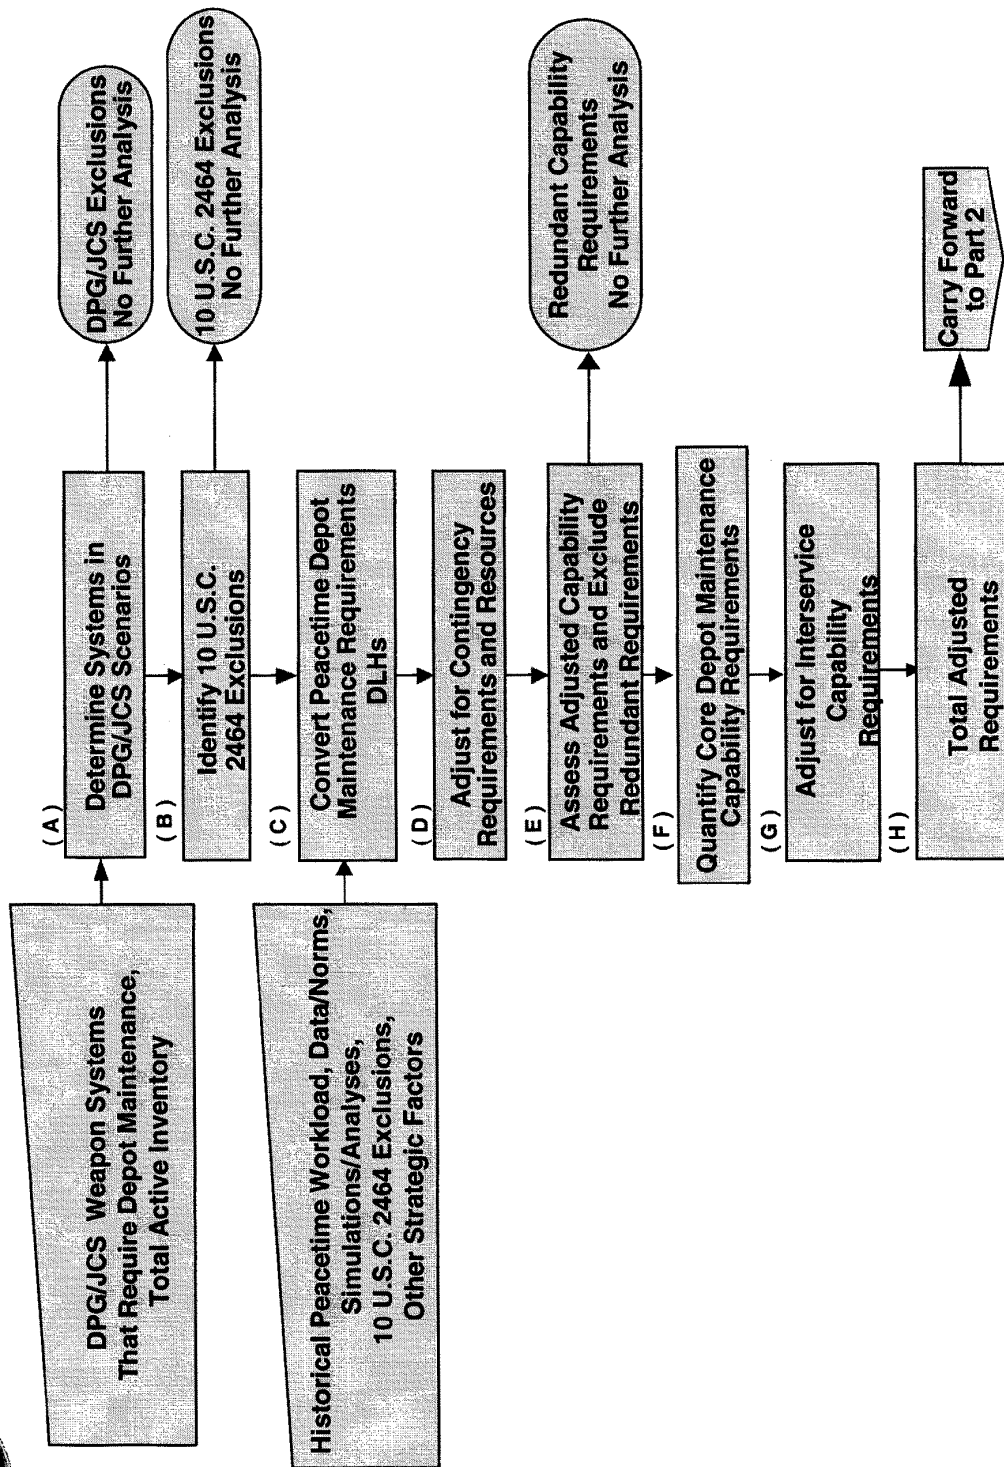 DPG/JCS Weapon Systems
That Require Depot Maintenance,
Total Active Inventory
(A)
Determine Systems in
DPG/JCS Scenarios
DPG/JCS Exclusions
No Further Analysis
(B)
Identify 10 U.S.C.
2464 Exclusions
10 U.S.C. 2464 Exclusions
No Further Analysis
Historical Peacetime Workload, Data/Norms,
Simulations/Analyses,
10 U.S.C. 2464 Exclusions,
Other Strategic Factors
(C)
Convert Peacetime Depot
Maintenance Requirements
DLHs
(D)
Adjust for Contingency
Requirements and Resources
(E)
Assess Adjusted Capability
Requirements and Exclude
Redundant Requirements
Redundant Capability
Requirements
No Further Analysis
(F)
Quantify Core Depot Maintenance
Capability Requirements
(G)
Adjust for Interservice
Capability
Requirements
(H)
Total Adjusted
Requirements
Carry Forward
to Part 2